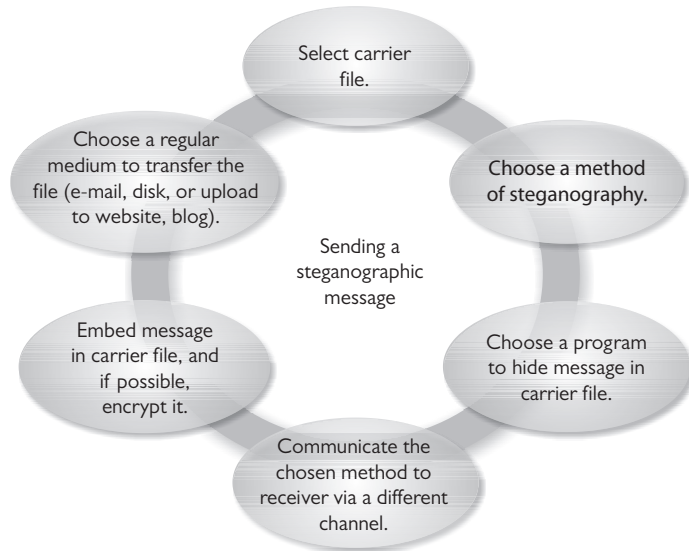 Select carrier
file.
Choose a method
of steganography.
Choose a program
to hide message in
carrier file.
Communicate the
chosen method to
receiver via a different
channel.
Embed message
in carrier file, and
if possible,
encrypt it.
Choose a regular
medium to transfer the
file (e-mail, disk, or upload
to website, blog).
Sending a
steganographic
message